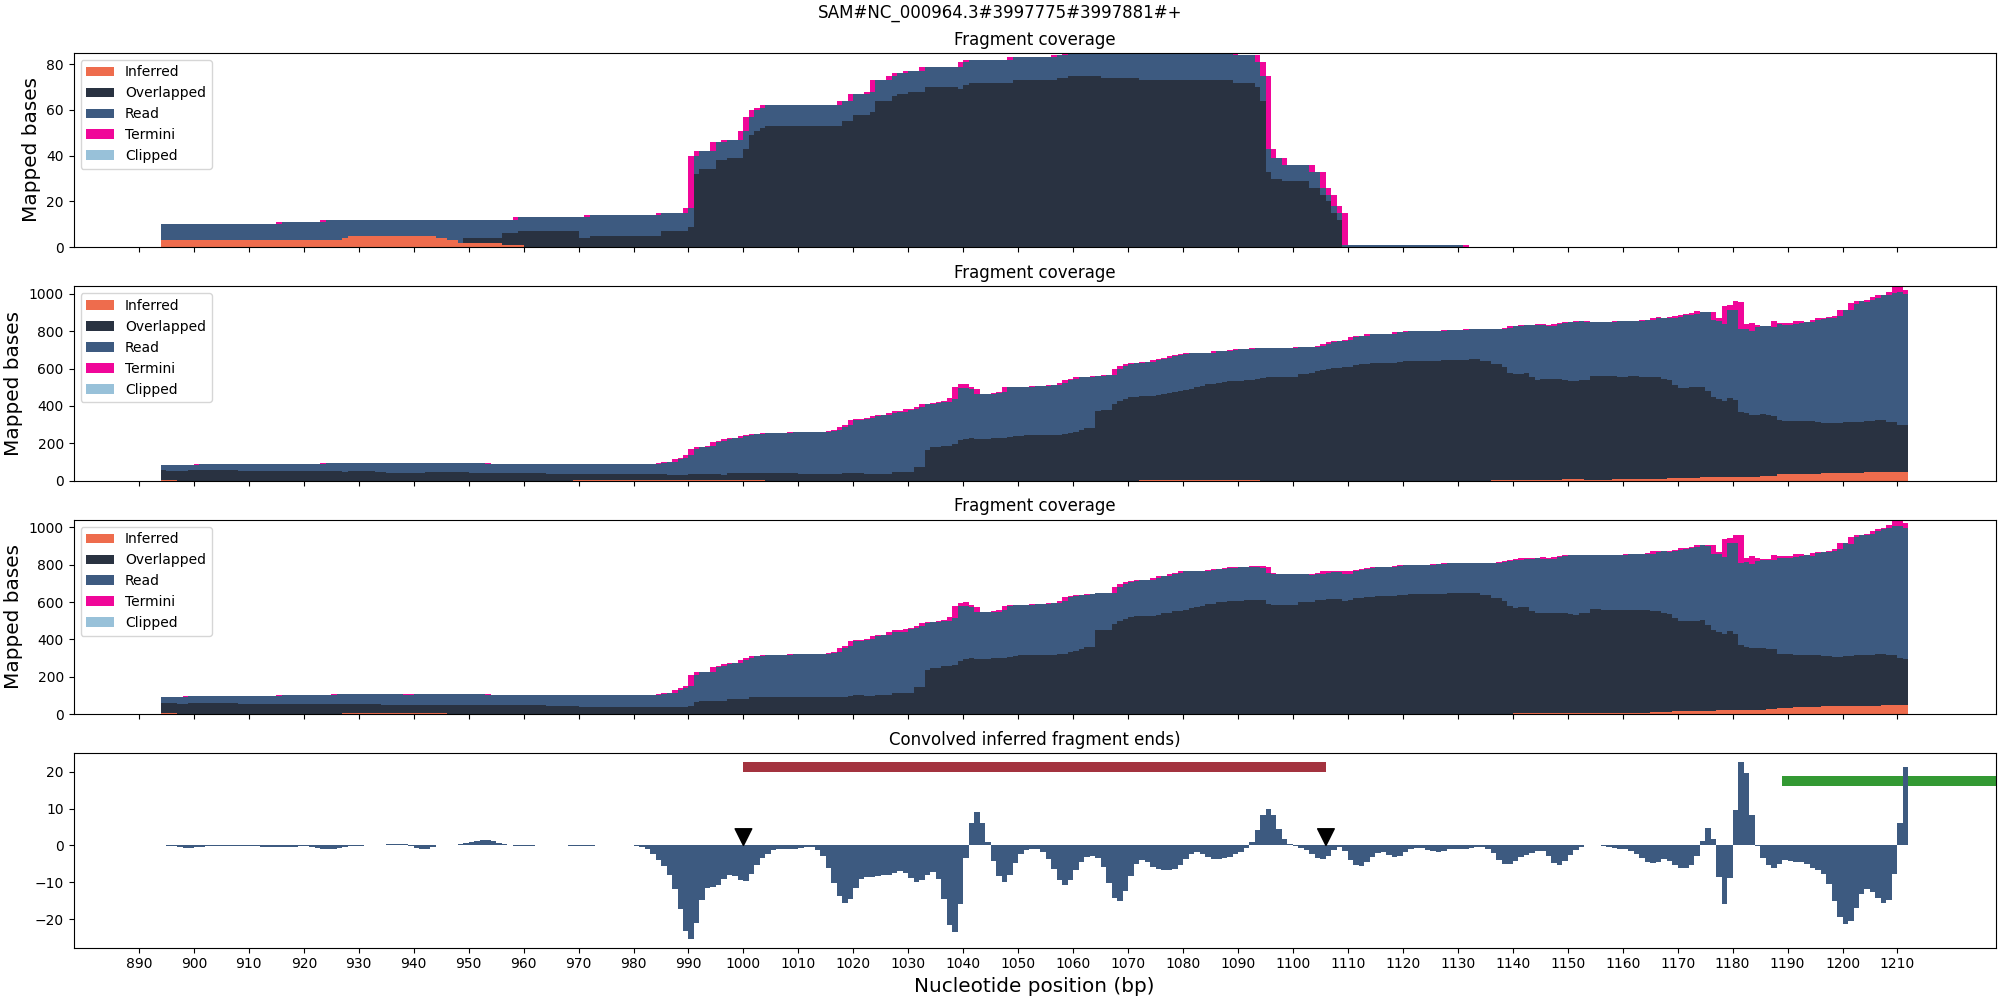 SAM#NC_000964.3#3997775#3997881#+
Fragment coverage
Mapped bases
80
60
40
20
0
Inferred
Overlapped
Read
Termini
Clipped
Fragment coverage
Mapped bases
1000
800
600
400
200
0
Inferred
Overlapped
Read
Termini
Clipped
Fragment coverage
Mapped bases
1000
800
600
400
200
0
Inferred
Overlapped
Read
Termini
Clipped
Convolved inferred fragment ends)
20
10
0
−10
−20
890 900 910 920 930 940 950 960 970 980 990 1000 1010 1020 1030 1040 1050 1060 1070 1080 1090 1100 1110 1120 1130 1140 1150 1160 1170 1180 1190 1200 1210
Nucleotide position (bp)